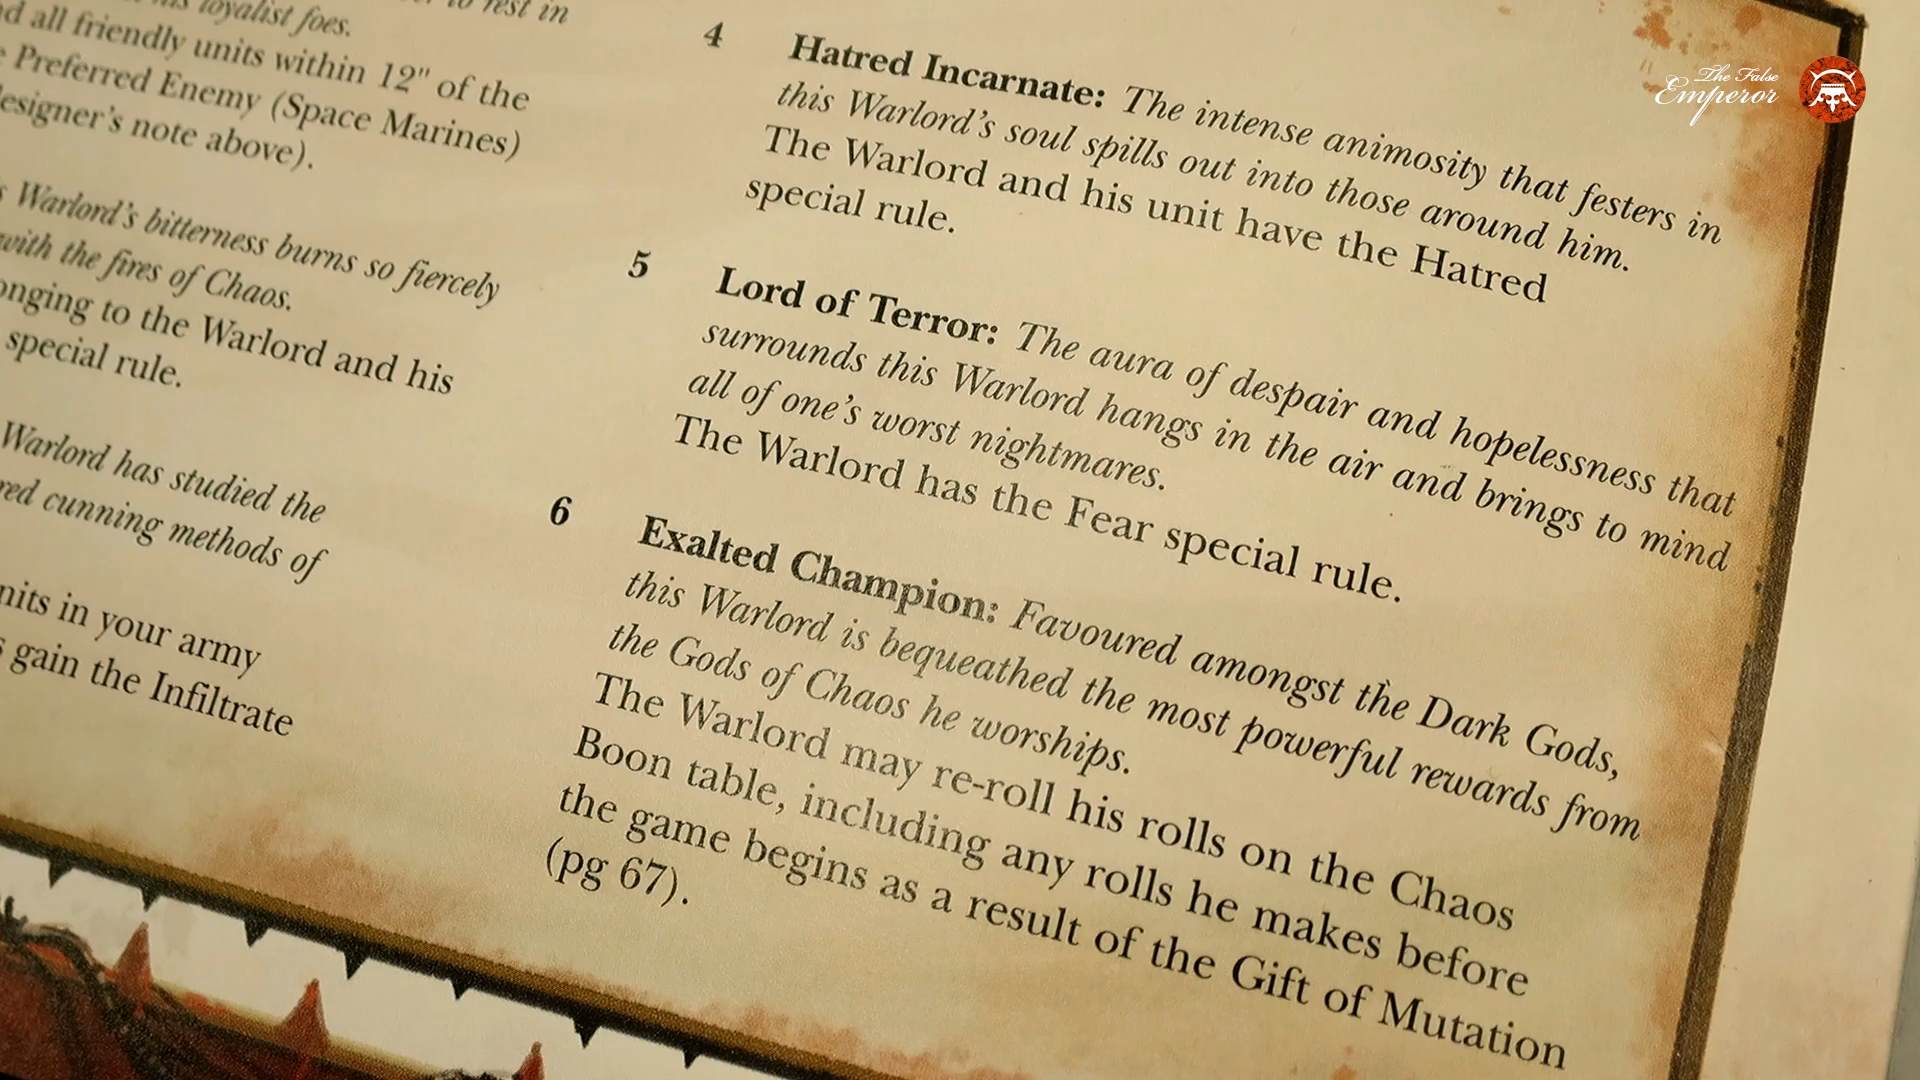 to rest in
his loyalist foes.
all friendly units within 12" of the
Preferred Enemy (Space Marines)
designer's note above).
Warlord's bitterness burns so fiercely
with the fires of Chaos.
to the Warlord and his
special rule.
Warlord has studied the
cunning methods of
in your army
gain the Infiltrate
4 Hatred Incarnate: The intense animosity that festers in
this Warlord's soul spills out into those around him.
The Warlord and his unit have the Hatred
special rule.
5 Lord of Terror: The aura of despair and hopelessness that
surrounds this Warlord hangs in the air and brings to mind
all of one's worst nightmares.
The Warlord has the Fear special rule.
6 Exalted Champion: Favoured amongst the Dark Gods,
this Warlord is bequeathed the most powerful rewards from
the Gods of Chaos he worships.
The Warlord may re-roll his rolls on the Chaos
Boon table, including any rolls he makes before
the game begins as a result of the Gift of Mutation
(pg 67).
The False
Emperor